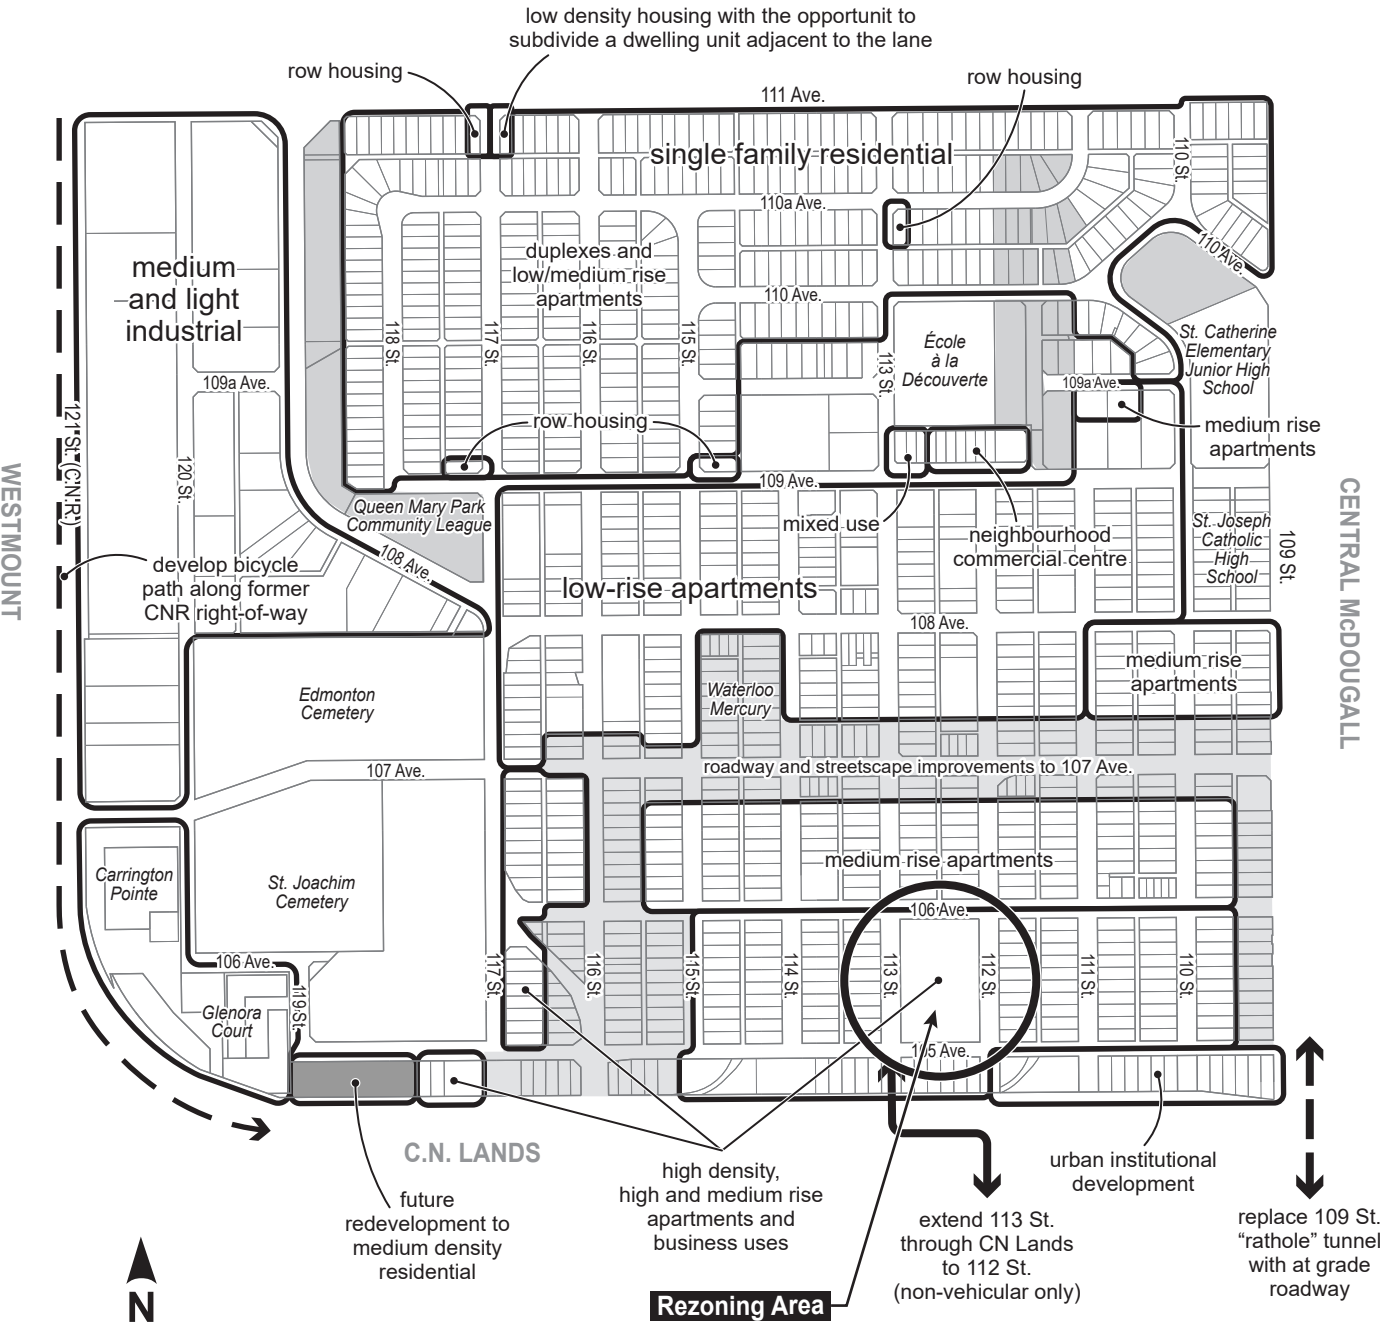 low density housing with the opportunit to
subdivide a dwelling unit adjacent to the lane
row housing
row housing
111 Ave.
single family residential
110 St.
110a Ave.
110 Ave.
duplexes and
low/medium rise
apartments
medium
and light
industrial
110 Ave.
118 St.
117 St.
116 St.
115 St.
113 St.
École
à la
Découverte
St. Catherine
Elementary
Junior High
School
109a Ave.
109a Ave.
medium rise
apartments
row housing
121 St. (C.N.R.)
120 St.
WESTMOUNT
109 Ave.
Queen Mary Park
Community League
mixed use
neighbourhood
commercial centre
St. Joseph
Catholic
High
School
109 St.
CENTRAL McDOUGALL
108 Ave.
develop bicycle
path along former
CNR right-of-way
low-rise apartments
108 Ave.
medium rise
apartments
Edmonton
Cemetery
Waterloo
Mercury
107 Ave.
roadway and streetscape improvements to 107 Ave.
Carrington
Pointe
St. Joachim
Cemetery
medium rise apartments
106 Ave.
106 Ave.
119 St.
117 St.
116 St.
115 St.
114 St.
113 St.
112 St.
111 St.
110 St.
Glenora
Court
105 Ave.
C.N. LANDS
future
redevelopment to
medium density
residential
high density,
high and medium rise
apartments and
business uses
extend 113 St.
through CN Lands
to 112 St.
(non-vehicular only)
urban institutional
development
replace 109 St.
“rathole” tunnel
with at grade
roadway
N
Rezoning Area